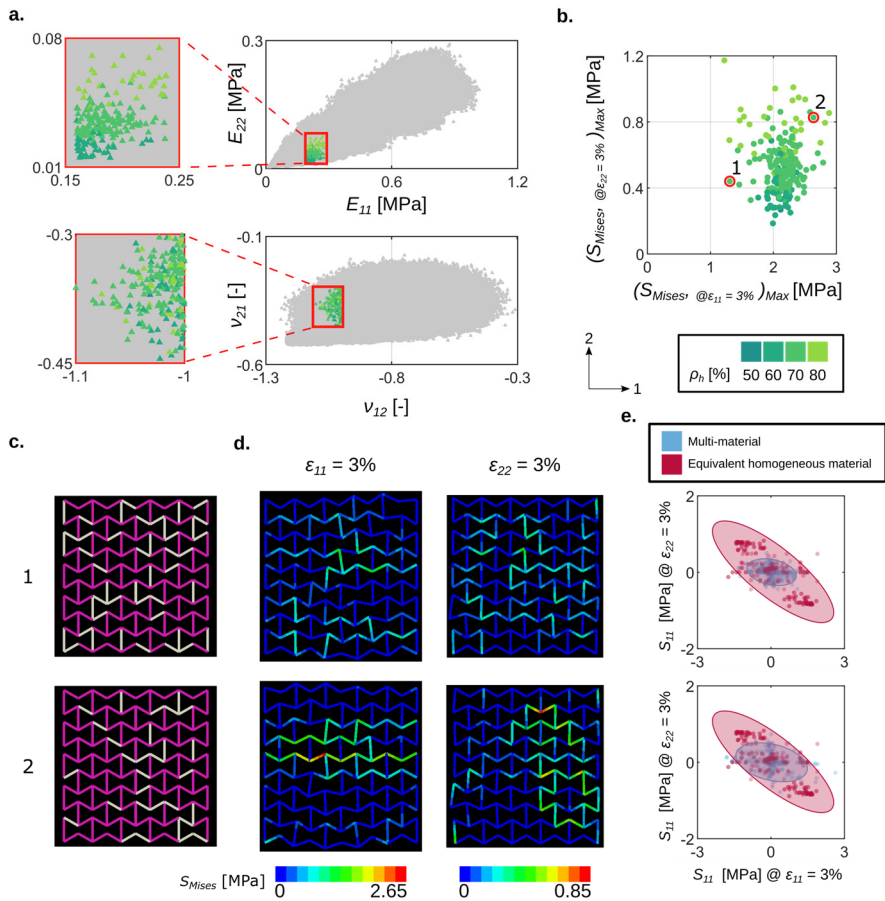 a.
0.08
0.01
0.15
0.25
E22 [MPa]
0.3
0
0
0.6
1.2
E11 [MPa]
-0.3
-0.45
-1.1
-1
ν21 [-]
-0.1
-0.6
-1.3
-0.8
-0.3
ν12 [-]
b.
(SMises, @ε22 = 3% )Max [MPa]
1.2
0.8
0.4
0
0
1
2
3
1
2
(SMises, @ε11 = 3% )Max [MPa]
2
1
ρh [%]
50 60 70 80
c.
1
2
d.
ε11 = 3%
ε22 = 3%
SMises [MPa]
0
2.65
0
0.85
e.
Multi-material
Equivalent homogeneous material
S11 [MPa] @ ε22 = 3%
2
0
-2
-3
0
3
S11 [MPa] @ ε22 = 3%
2
0
-2
-3
0
3
S11 [MPa] @ ε11 = 3%